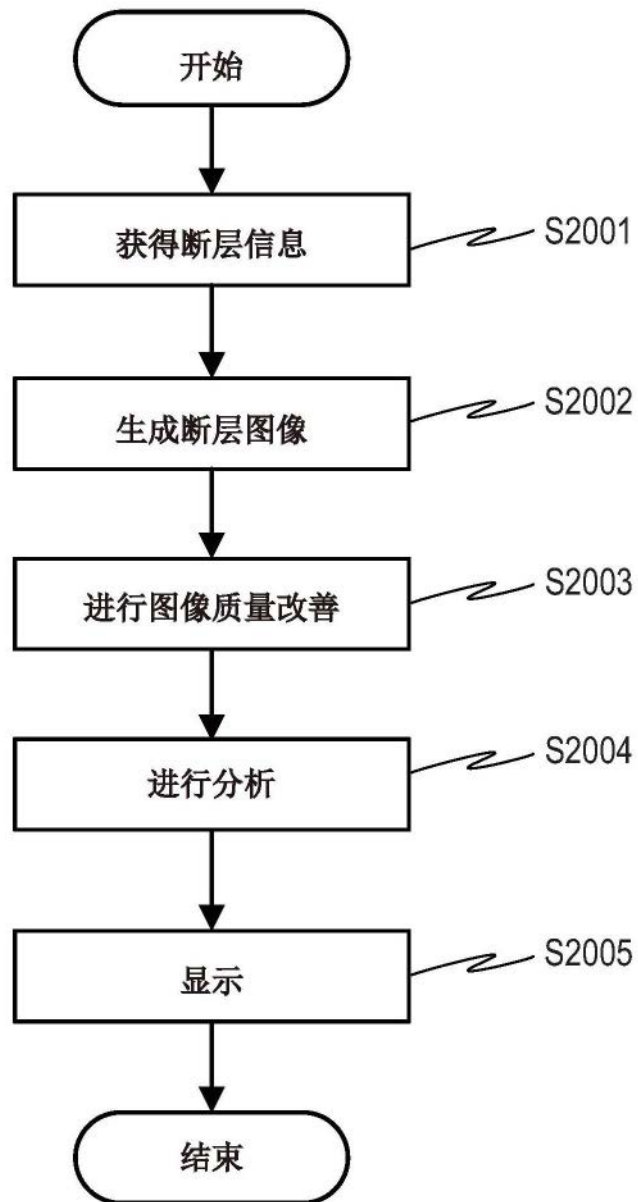 开始
获得断层信息
S2001
生成断层图像
S2002
进行图像质量改善
S2003
进行分析
S2004
显示
S2005
结束